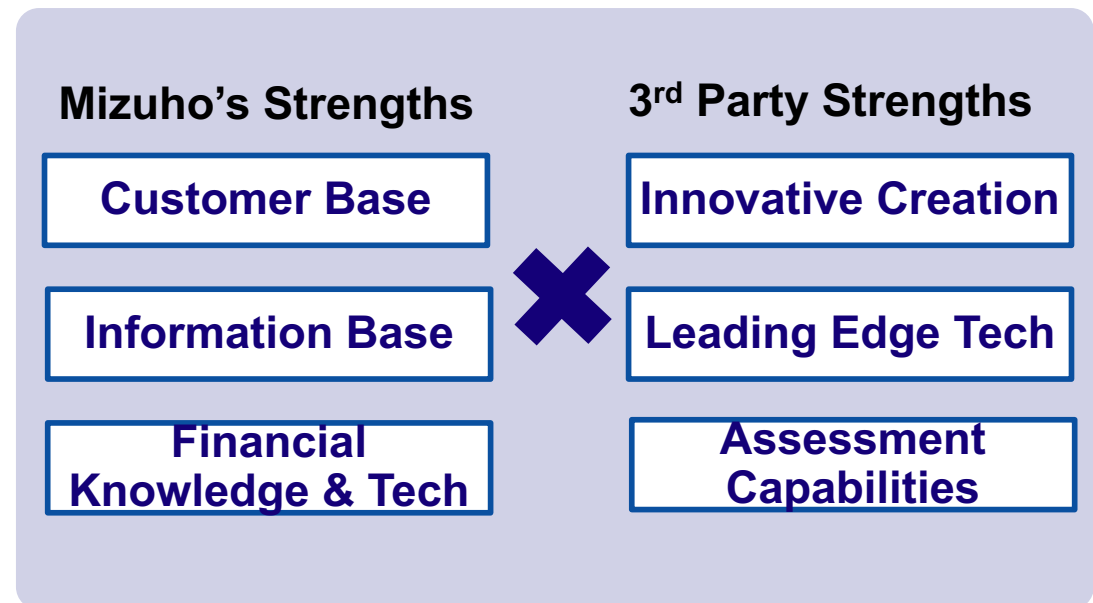 Mizuho’s Strengths
Customer Base
Information Base
Financial
Knowledge & Tech
3rd Party Strengths
Innovative Creation
Leading Edge Tech
Assessment
Capabilities